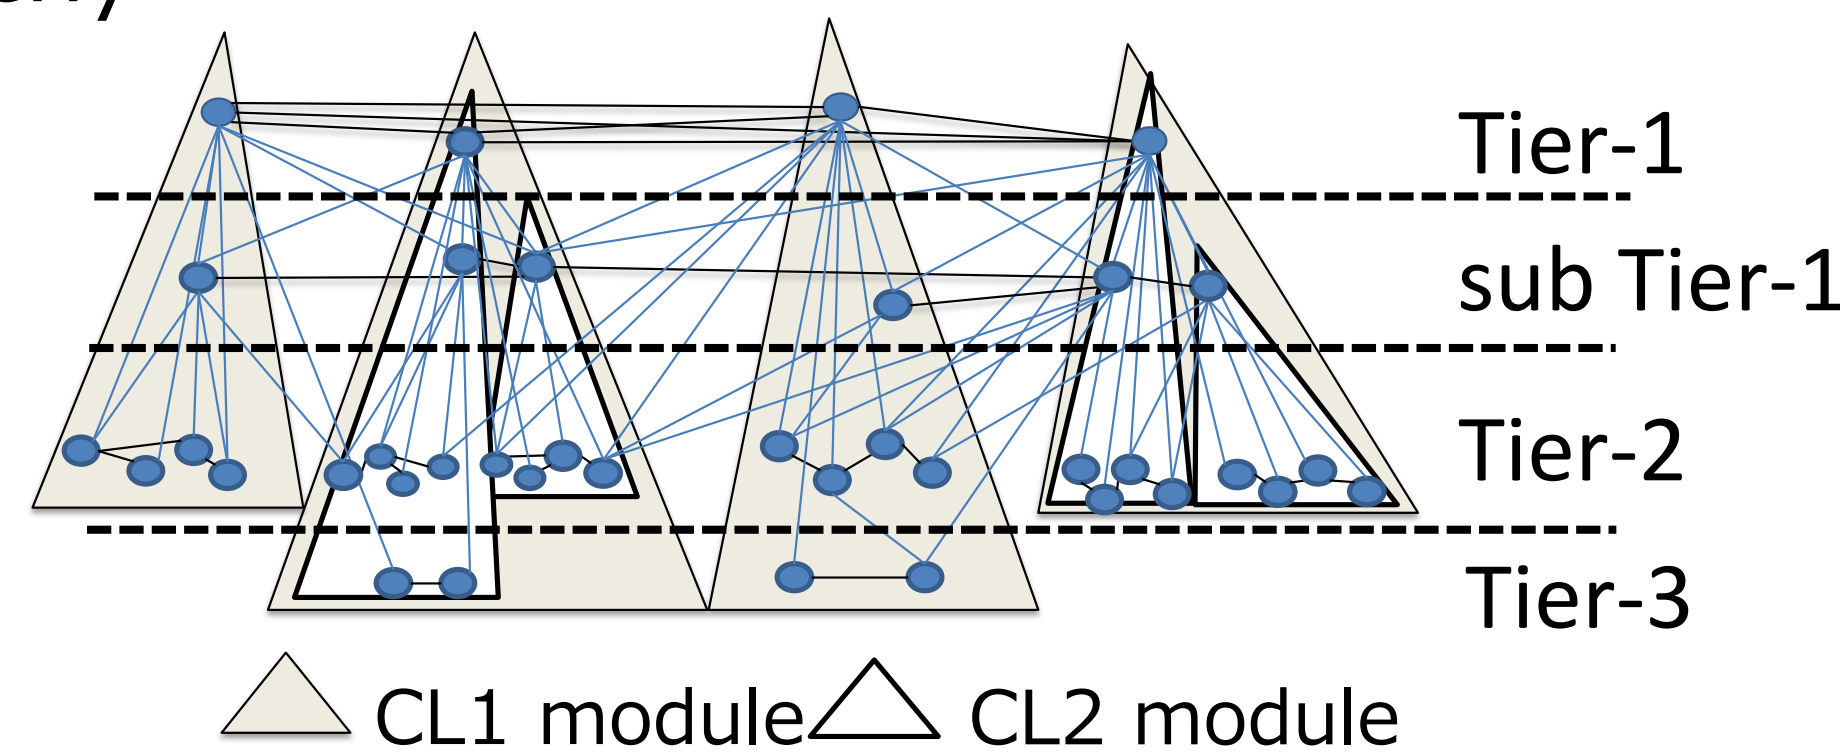 Tier-1
sub Tier-1
Tier-2
Tier-3
CL1 module
CL2 module